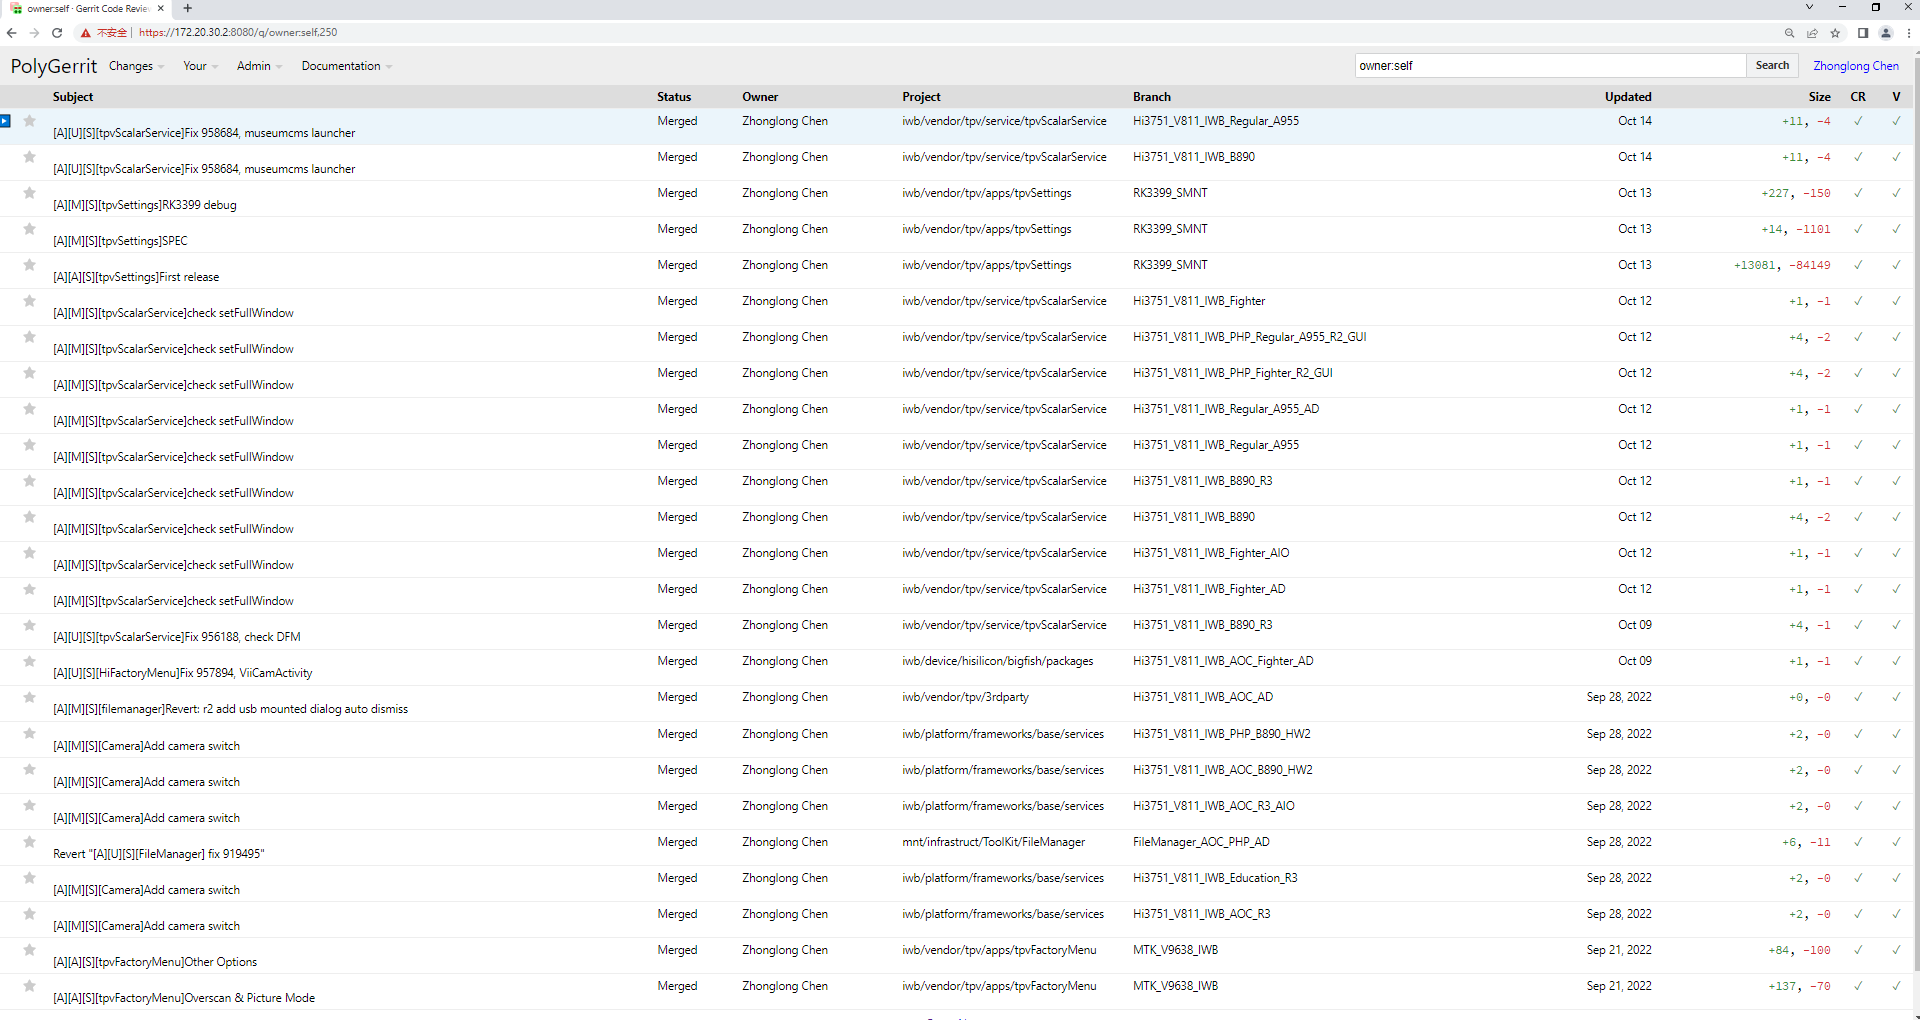 owner:self · Gerrit Code Revie
不安全 | https://172.20.30.2:8080/q/owner:self,250
PolyGerrit Changes Your Admin Documentation owner:self Search Zhonglong Chen
Subject Status Owner Project Branch Updated Size CR V
[A][U][S][tpvScalarService]Fix 958684, museumcms launcher Merged Zhonglong Chen iwb/vendor/tpv/service/tpvScalarService Hi3751_V811_IWB_Regular_A955 Oct 14 +11, -4 ✓ ✓
[A][U][S][tpvScalarService]Fix 958684, museumcms launcher Merged Zhonglong Chen iwb/vendor/tpv/service/tpvScalarService Hi3751_V811_IWB_B890 Oct 14 +11, -4 ✓ ✓
[A][M][S][tpvSettings]RK3399 debug Merged Zhonglong Chen iwb/vendor/tpv/apps/tpvSettings RK3399_SMNT Oct 13 +227, -150 ✓ ✓
[A][M][S][tpvSettings]SPEC Merged Zhonglong Chen iwb/vendor/tpv/apps/tpvSettings RK3399_SMNT Oct 13 +14, -1101 ✓ ✓
[A][A][S][tpvSettings]First release Merged Zhonglong Chen iwb/vendor/tpv/apps/tpvSettings RK3399_SMNT Oct 13 +13081, -84149 ✓ ✓
[A][M][S][tpvScalarService]check setFullWindow Merged Zhonglong Chen iwb/vendor/tpv/service/tpvScalarService Hi3751_V811_IWB_Fighter Oct 12 +1, -1 ✓ ✓
[A][M][S][tpvScalarService]check setFullWindow Merged Zhonglong Chen iwb/vendor/tpv/service/tpvScalarService Hi3751_V811_IWB_PHP_Regular_A955_R2_GUI Oct 12 +4, -2 ✓ ✓
[A][M][S][tpvScalarService]check setFullWindow Merged Zhonglong Chen iwb/vendor/tpv/service/tpvScalarService Hi3751_V811_IWB_PHP_Fighter_R2_GUI Oct 12 +4, -2 ✓ ✓
[A][M][S][tpvScalarService]check setFullWindow Merged Zhonglong Chen iwb/vendor/tpv/service/tpvScalarService Hi3751_V811_IWB_Regular_A955_AD Oct 12 +1, -1 ✓ ✓
[A][M][S][tpvScalarService]check setFullWindow Merged Zhonglong Chen iwb/vendor/tpv/service/tpvScalarService Hi3751_V811_IWB_Regular_A955 Oct 12 +1, -1 ✓ ✓
[A][M][S][tpvScalarService]check setFullWindow Merged Zhonglong Chen iwb/vendor/tpv/service/tpvScalarService Hi3751_V811_IWB_B890_R3 Oct 12 +1, -1 ✓ ✓
[A][M][S][tpvScalarService]check setFullWindow Merged Zhonglong Chen iwb/vendor/tpv/service/tpvScalarService Hi3751_V811_IWB_B890 Oct 12 +4, -2 ✓ ✓
[A][M][S][tpvScalarService]check setFullWindow Merged Zhonglong Chen iwb/vendor/tpv/service/tpvScalarService Hi3751_V811_IWB_Fighter_AIO Oct 12 +1, -1 ✓ ✓
[A][M][S][tpvScalarService]check setFullWindow Merged Zhonglong Chen iwb/vendor/tpv/service/tpvScalarService Hi3751_V811_IWB_Fighter_AD Oct 12 +1, -1 ✓ ✓
[A][U][S][tpvScalarService]Fix 956188, check DFM Merged Zhonglong Chen iwb/vendor/tpv/service/tpvScalarService Hi3751_V811_IWB_B890_R3 Oct 09 +4, -1 ✓ ✓
[A][U][S][HiFactoryMenu]Fix 957894, ViiCamActivity Merged Zhonglong Chen iwb/device/hisilicon/bigfish/packages Hi3751_V811_IWB_AOC_Fighter_AD Oct 09 +1, -1 ✓ ✓
[A][M][S][filemanager]Revert: r2 add usb mounted dialog auto dismiss Merged Zhonglong Chen iwb/vendor/tpv/3rdparty Hi3751_V811_IWB_AOC_AD Sep 28, 2022 +0, -0 ✓ ✓
[A][M][S][Camera]Add camera switch Merged Zhonglong Chen iwb/platform/frameworks/base/services Hi3751_V811_IWB_PHP_B890_HW2 Sep 28, 2022 +2, -0 ✓ ✓
[A][M][S][Camera]Add camera switch Merged Zhonglong Chen iwb/platform/frameworks/base/services Hi3751_V811_IWB_AOC_B890_HW2 Sep 28, 2022 +2, -0 ✓ ✓
[A][M][S][Camera]Add camera switch Merged Zhonglong Chen iwb/platform/frameworks/base/services Hi3751_V811_IWB_AOC_R3_AIO Sep 28, 2022 +2, -0 ✓ ✓
Revert "[A][U][S][FileManager] fix 919495" Merged Zhonglong Chen mnt/infrastruct/ToolKit/FileManager FileManager_AOC_PHP_AD Sep 28, 2022 +6, -11 ✓ ✓
[A][M][S][Camera]Add camera switch Merged Zhonglong Chen iwb/platform/frameworks/base/services Hi3751_V811_IWB_Education_R3 Sep 28, 2022 +2, -0 ✓ ✓
[A][M][S][Camera]Add camera switch Merged Zhonglong Chen iwb/platform/frameworks/base/services Hi3751_V811_IWB_AOC_R3 Sep 28, 2022 +2, -0 ✓ ✓
[A][A][S][tpvFactoryMenu]Other Options Merged Zhonglong Chen iwb/vendor/tpv/apps/tpvFactoryMenu MTK_V9638_IWB Sep 21, 2022 +84, -100 ✓ ✓
[A][A][S][tpvFactoryMenu]Overscan & Picture Mode Merged Zhonglong Chen iwb/vendor/tpv/apps/tpvFactoryMenu MTK_V9638_IWB Sep 21, 2022 +137, -70 ✓ ✓